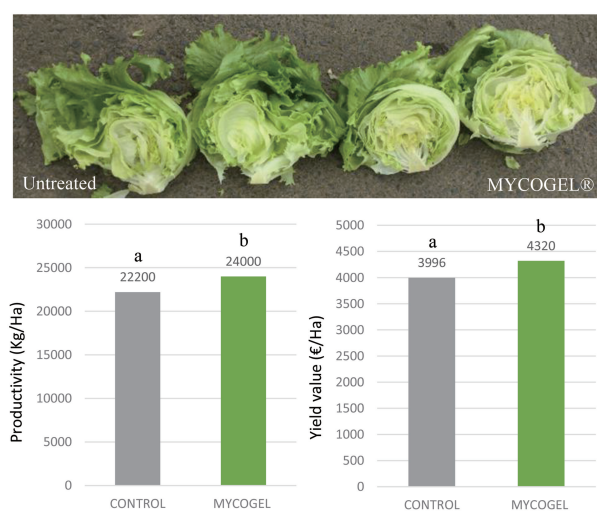 Untreated
MYCOGEL®
Productivity (Kg/Ha)
30000
25000
20000
15000
10000
5000
0
a
22200
b
24000
CONTROL
MYCOGEL
Yield value (€/Ha)
5000
4500
4000
3500
3000
2500
2000
1500
1000
500
0
a
3996
b
4320
CONTROL
MYCOGEL